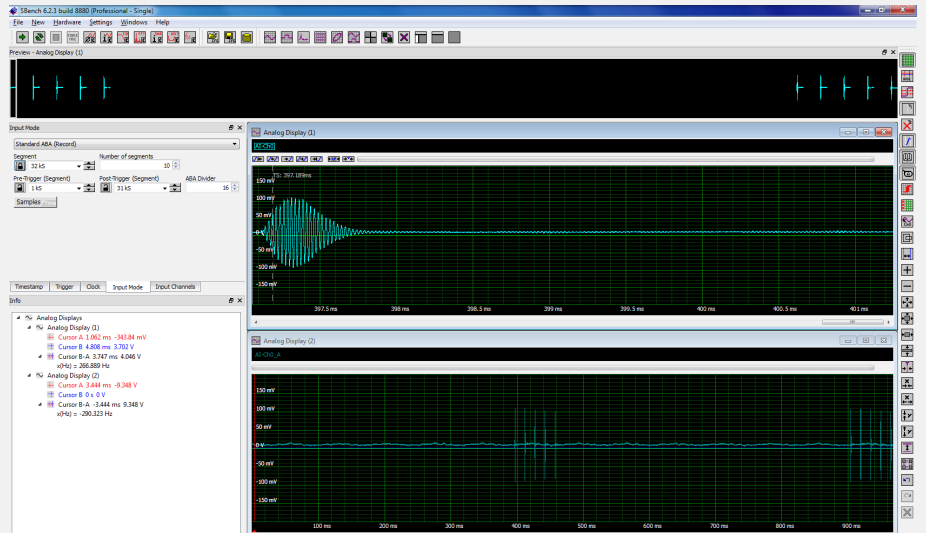 SBench 6.2.3 build 8880 (Professional - Single)
File New Hardware Settings Windows Help
Preview - Analog Display (1)
Input Mode
Standard ABA (Record)
Segment Number of segments
32 kS 10
Pre-Trigger (Segment) Post-Trigger (Segment) ABA Divider
1 kS 31 kS 16
Samples ...
Timestamp Trigger Clock Input Mode Input Channels
Info
Analog Displays
Analog Display (1)
Cursor A 1.062 ms -343.84 mV
Cursor B 4.808 ms 3.702 V
Cursor B-A 3.747 ms 4.046 V
x(Hz) = 266.889 Hz
Analog Display (2)
Cursor A 3.444 ms -9.348 V
Cursor B 0 s 0 V
Cursor B-A -3.444 ms 9.348 V
x(Hz) = -290.323 Hz
Analog Display (1)
AI-Ch0
TS: 397.189ms
150 mV
100 mV
50 mV
0 V
-50 mV
-100 mV
-150 mV
397.5 ms 398 ms 398.5 ms 399 ms 399.5 ms 400 ms 400.5 ms 401 ms
Analog Display (2)
AI-Ch0_A
150 mV
100 mV
50 mV
0 V
-50 mV
-100 mV
-150 mV
100 ms 200 ms 300 ms 400 ms 500 ms 600 ms 700 ms 800 ms 900 ms